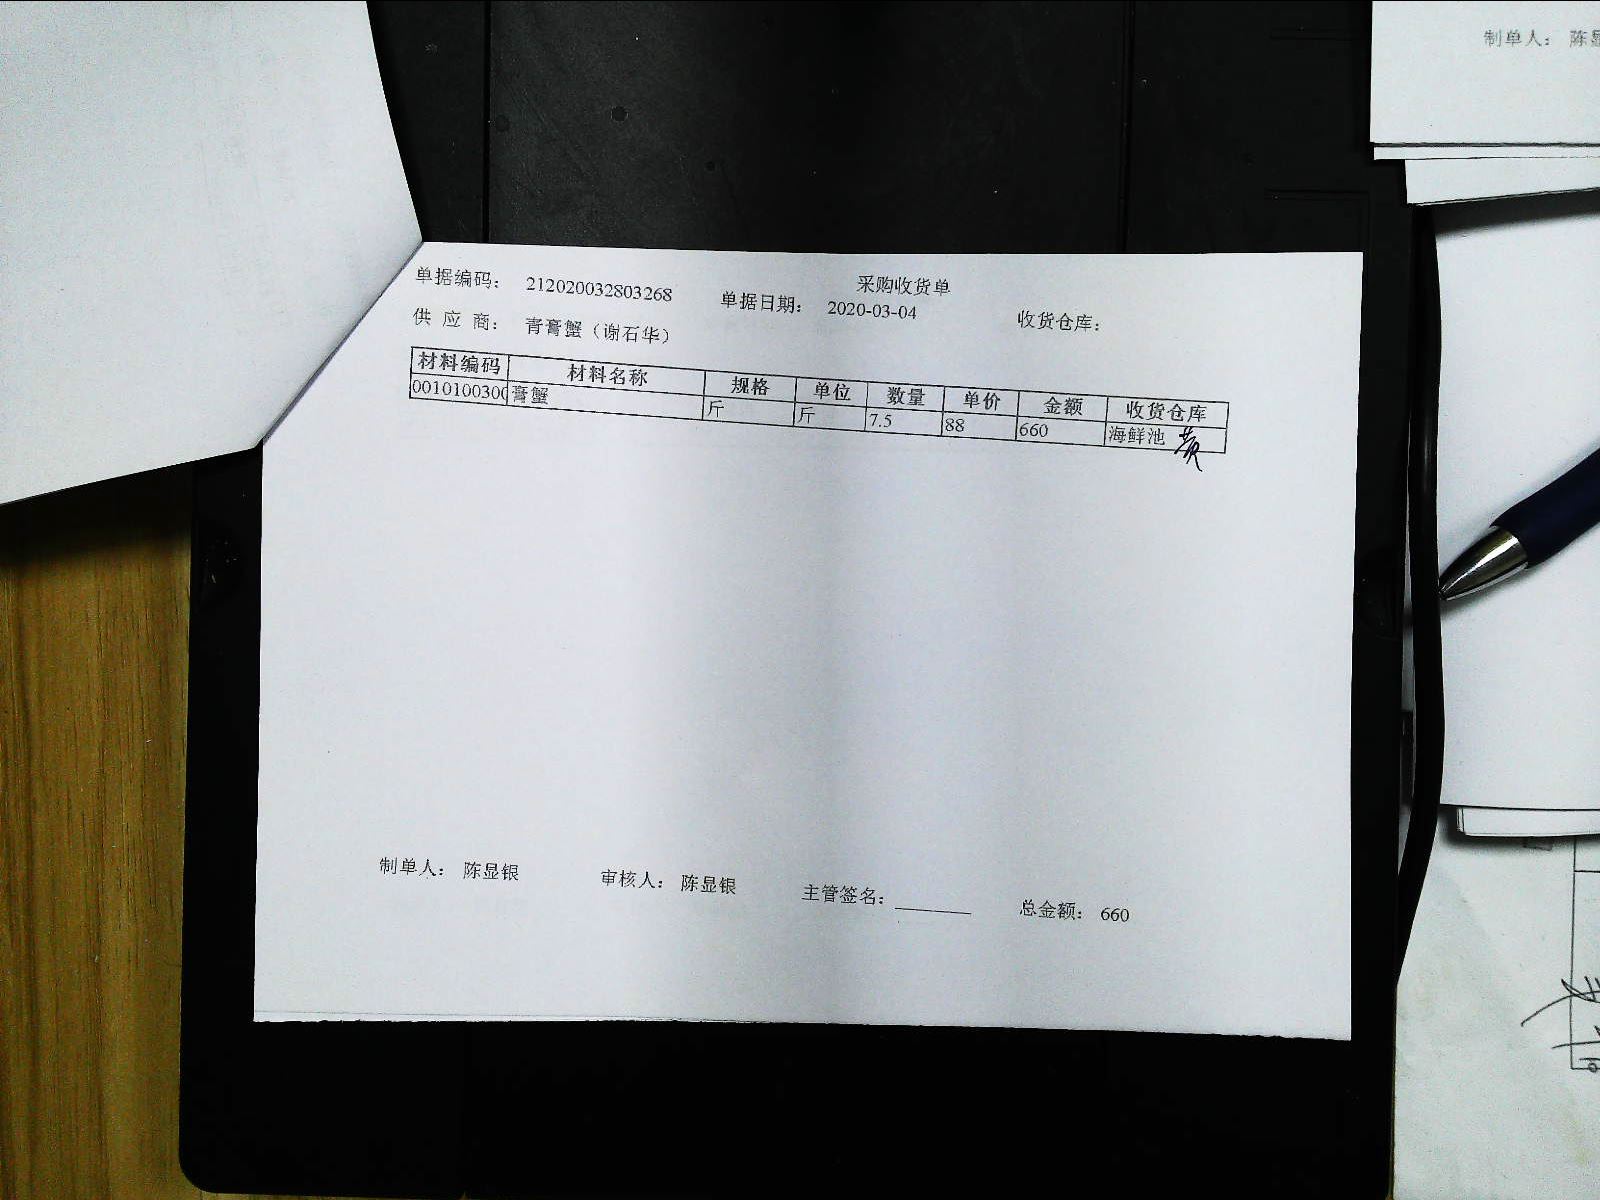 制单人： 陈显
采购收货单
单据编码： 212020032803268 单据日期： 2020-03-04 收货仓库：
供 应 商： 青膏蟹（谢石华）
材料编码 材料名称 规格 单位 数量 单价 金额 收货仓库
0010100300 膏蟹 斤 斤 7.5 88 660 海鲜池
制单人： 陈显银 审核人： 陈显银 主管签名： 总金额： 660